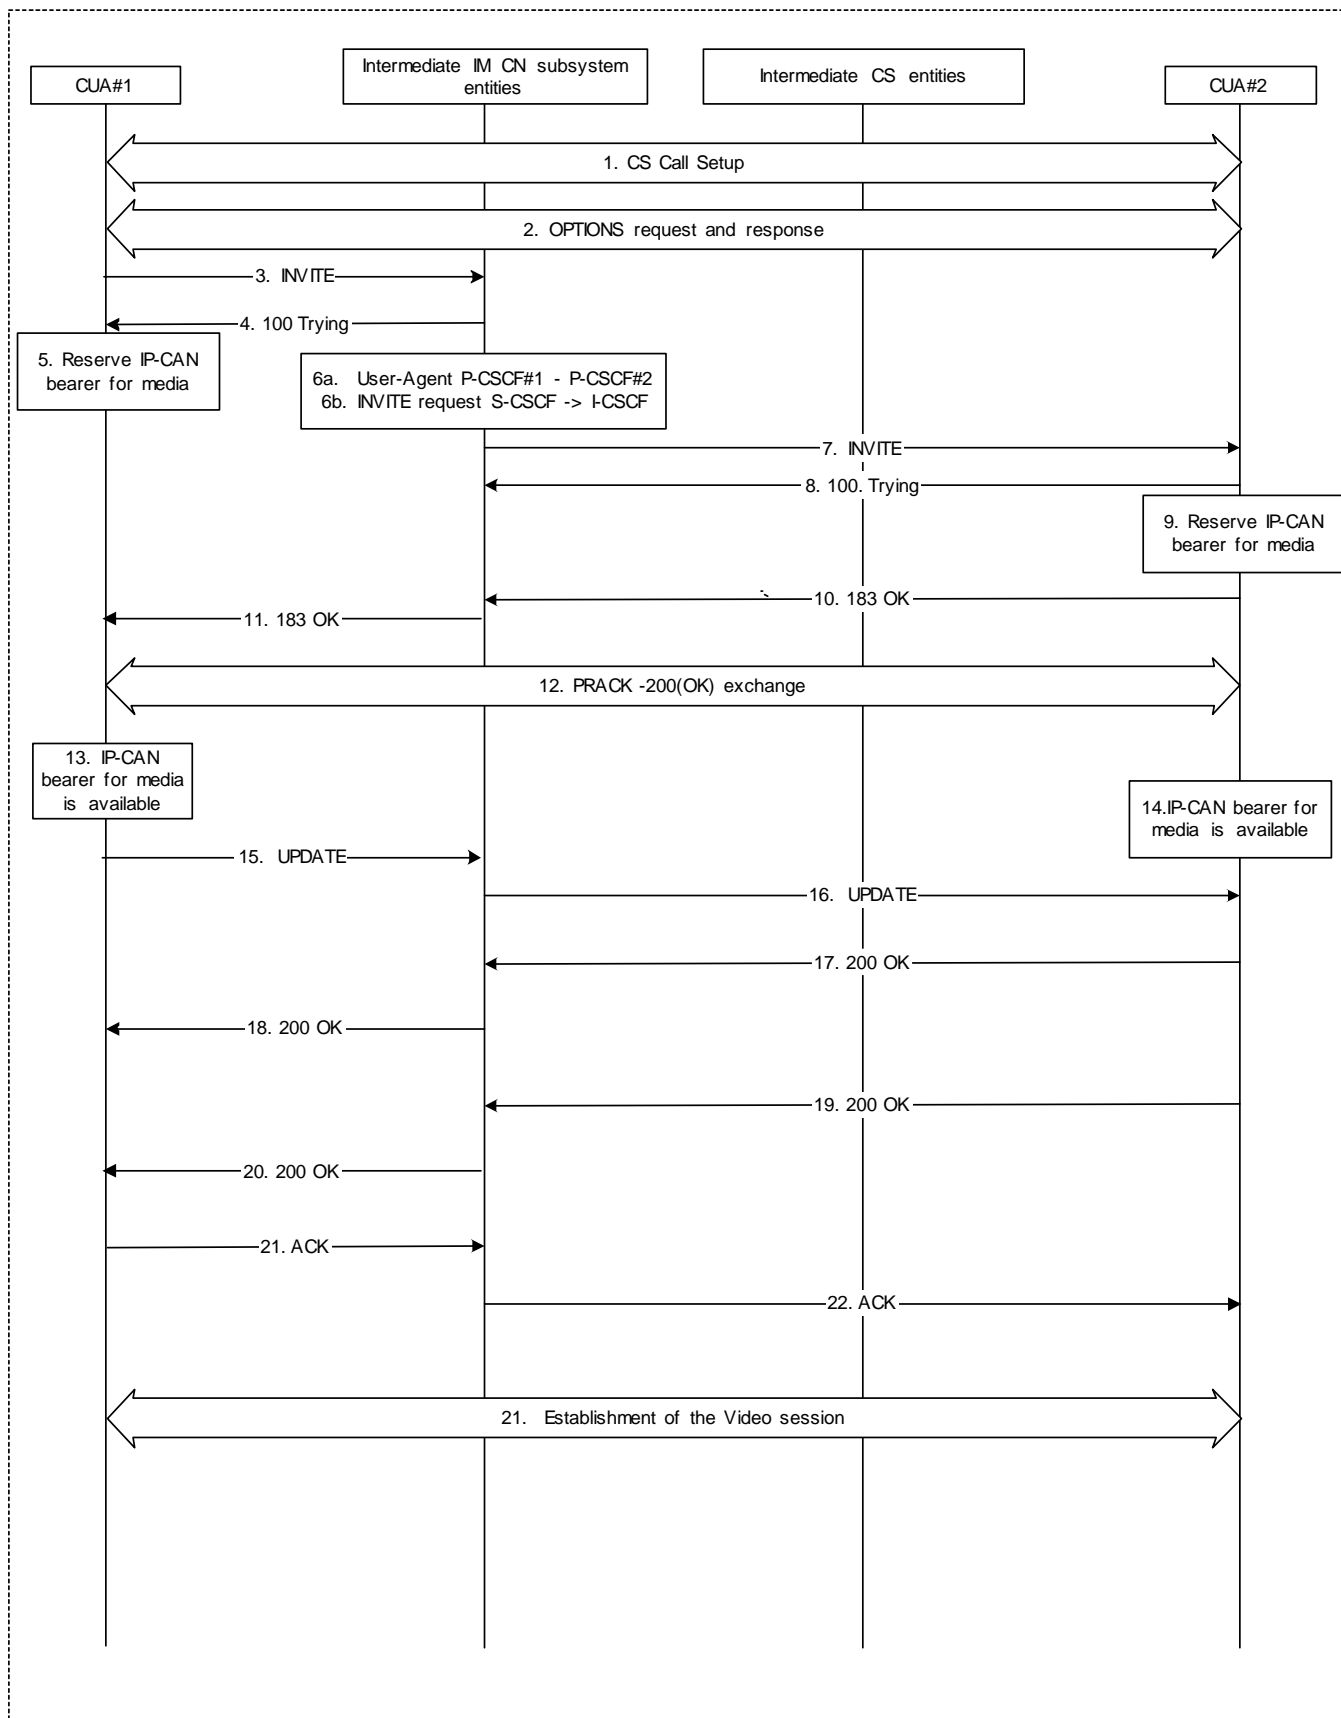 CUA#1
Intermediate IM CN subsystem
entities
Intermediate CS entities
CUA#2
1. CS Call Setup
2. OPTIONS request and response
3. INVITE
4. 100 Trying
5. Reserve IP-CAN
bearer for media
6a. User-Agent P-CSCF#1 - P-CSCF#2
6b. INVITE request S-CSCF -> I-CSCF
7. INVITE
8. 100. Trying
9. Reserve IP-CAN
bearer for media
10. 183 OK
11. 183 OK
12. PRACK -200(OK) exchange
13. IP-CAN
bearer for media
is available
14.IP-CAN bearer for
media is available
15. UPDATE
16. UPDATE
17. 200 OK
18. 200 OK
19. 200 OK
20. 200 OK
21. ACK
22. ACK
21. Establishment of the Video session